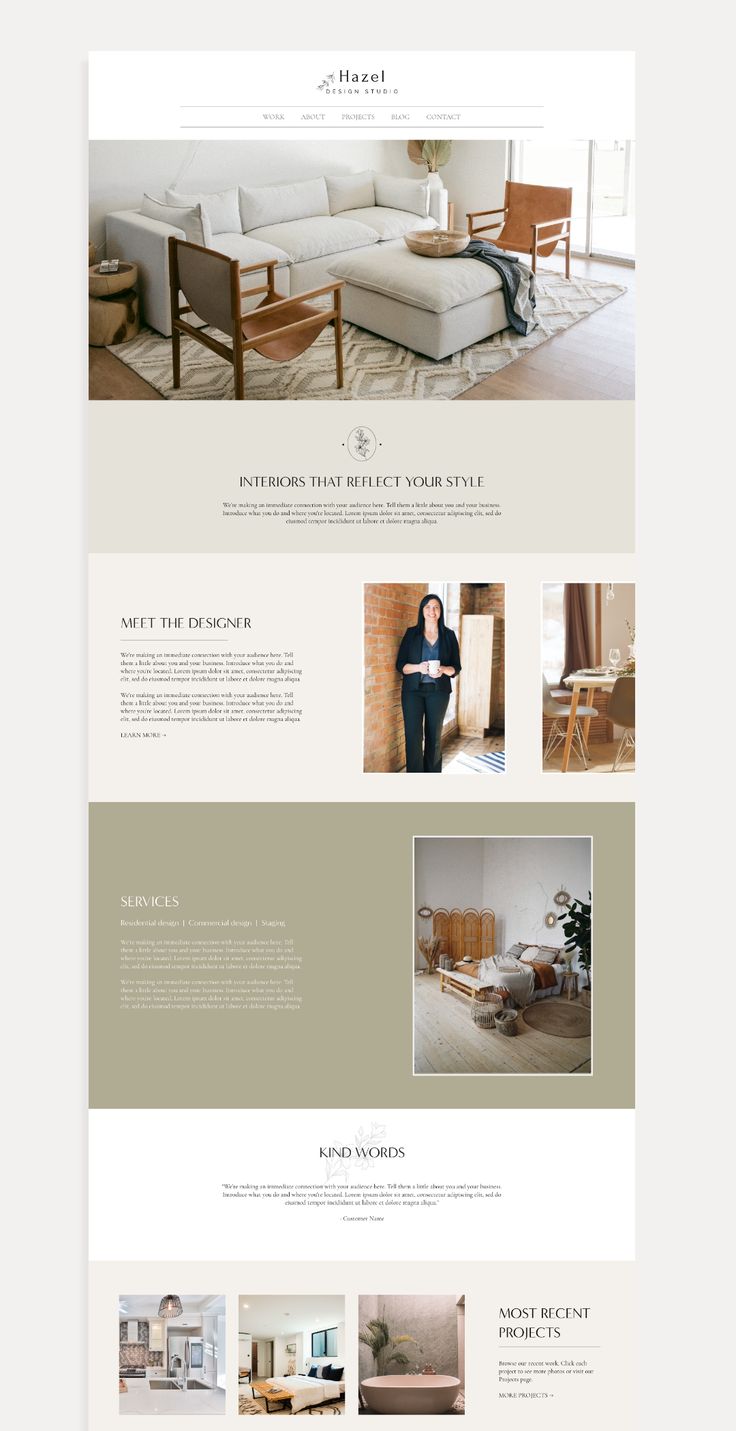 Hazel
DESIGN STUDIO
WORK ABOUT PROJECTS BLOG CONTACT
INTERIORS THAT REFLECT YOUR STYLE
We're making an immediate connection with your audience here. Tell them a little about you and your business.
Introduce what you do and where you're located. Lorem ipsum dolor sit amet, consectetur adipiscing elit, sed do
eiusmod tempor incididunt ut labore et dolore magna aliqua.
MEET THE DESIGNER
We're making an immediate connection with your audience here. Tell
them a little about you and your business. Introduce what you do and
where you're located. Lorem ipsum dolor sit amet, consectetur adipiscing
elit, sed do eiusmod tempor incididunt ut labore et dolore magna aliqua.
We're making an immediate connection with your audience here. Tell
them a little about you and your business. Introduce what you do and
where you're located. Lorem ipsum dolor sit amet, consectetur adipiscing
elit, sed do eiusmod tempor incididunt ut labore et dolore magna aliqua.
LEARN MORE →
SERVICES
Residential design | Commercial design | Staging
We're making an immediate connection with your audience here. Tell
them a little about you and your business. Introduce what you do and
where you're located. Lorem ipsum dolor sit amet, consectetur adipiscing
elit, sed do eiusmod tempor incididunt ut labore et dolore magna aliqua.
We're making an immediate connection with your audience here. Tell
them a little about you and your business. Introduce what you do and
where you're located. Lorem ipsum dolor sit amet, consectetur adipiscing
elit, sed do eiusmod tempor incididunt ut labore et dolore magna aliqua.
KIND WORDS
"We're making an immediate connection with your audience here. Tell them a little about you and your business.
Introduce what you do and where you're located. Lorem ipsum dolor sit amet, consectetur adipiscing elit, sed do
eiusmod tempor incididunt ut labore et dolore magna aliqua."
- Customer Name
MOST RECENT
PROJECTS
Browse our recent work. Click each
project to see more photos or visit our
Projects page.
MORE PROJECTS →